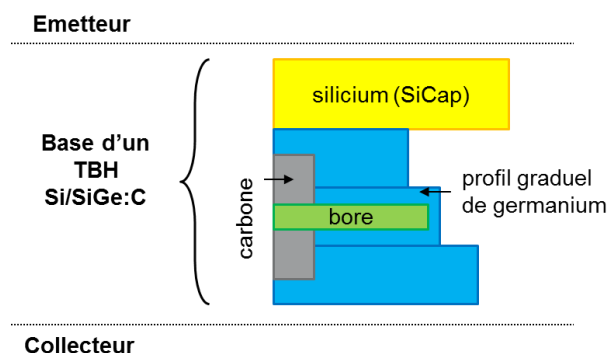 Emetteur
silicium (SiCap)
Base d'un
TBH
Si/SiGe:C
carbone
profil graduel
de germanium
bore
Collecteur